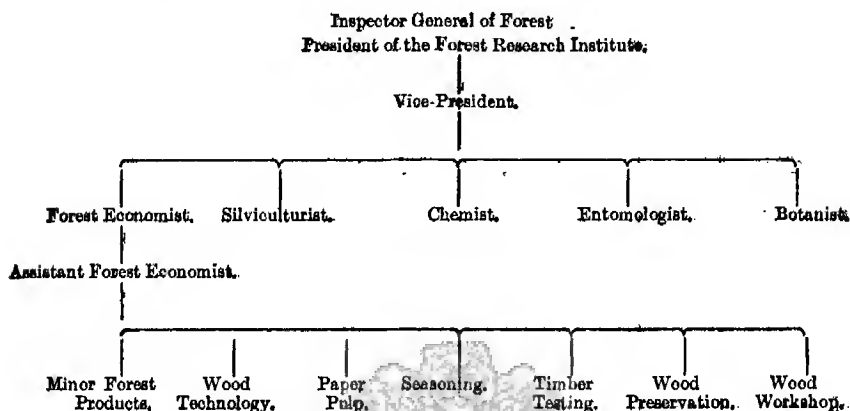 Inspector General of Forest
President of the Forest Research Institute.
Vice-President.
Forest Economist. Silviculturist. Chemist. Entomologist. Botanist.
Assistant Forest Economist.
Minor Forest Wood Paper Seasoning. Timber Wood Wood
Products. Technology. Pulp. Testing. Preservation. Workshop.